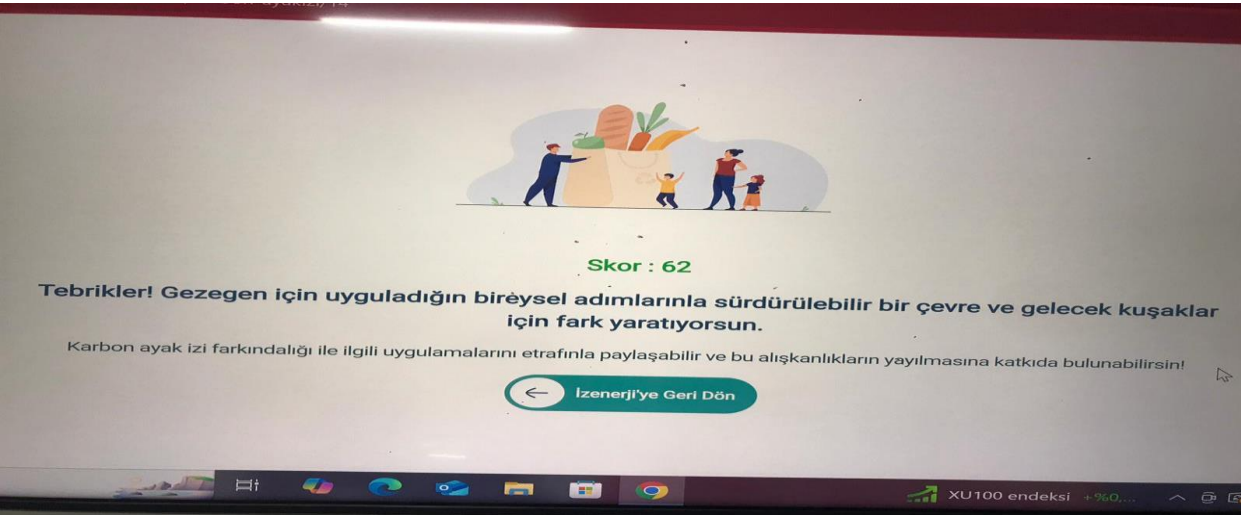 Skor : 62
Tebrikler! Gezegen için uyguladığın bireysel adımlarınla sürdürülebilir bir çevre ve gelecek kuşaklar
için fark yaratıyorsun.
Karbon ayak izi farkındalığı ile ilgili uygulamalarını etrafınla paylaşabilir ve bu alışkanlıkların yayılmasına katkıda bulunabilirsin!
İzenerji'ye Geri Dön
XU100 endeksi +%0,...